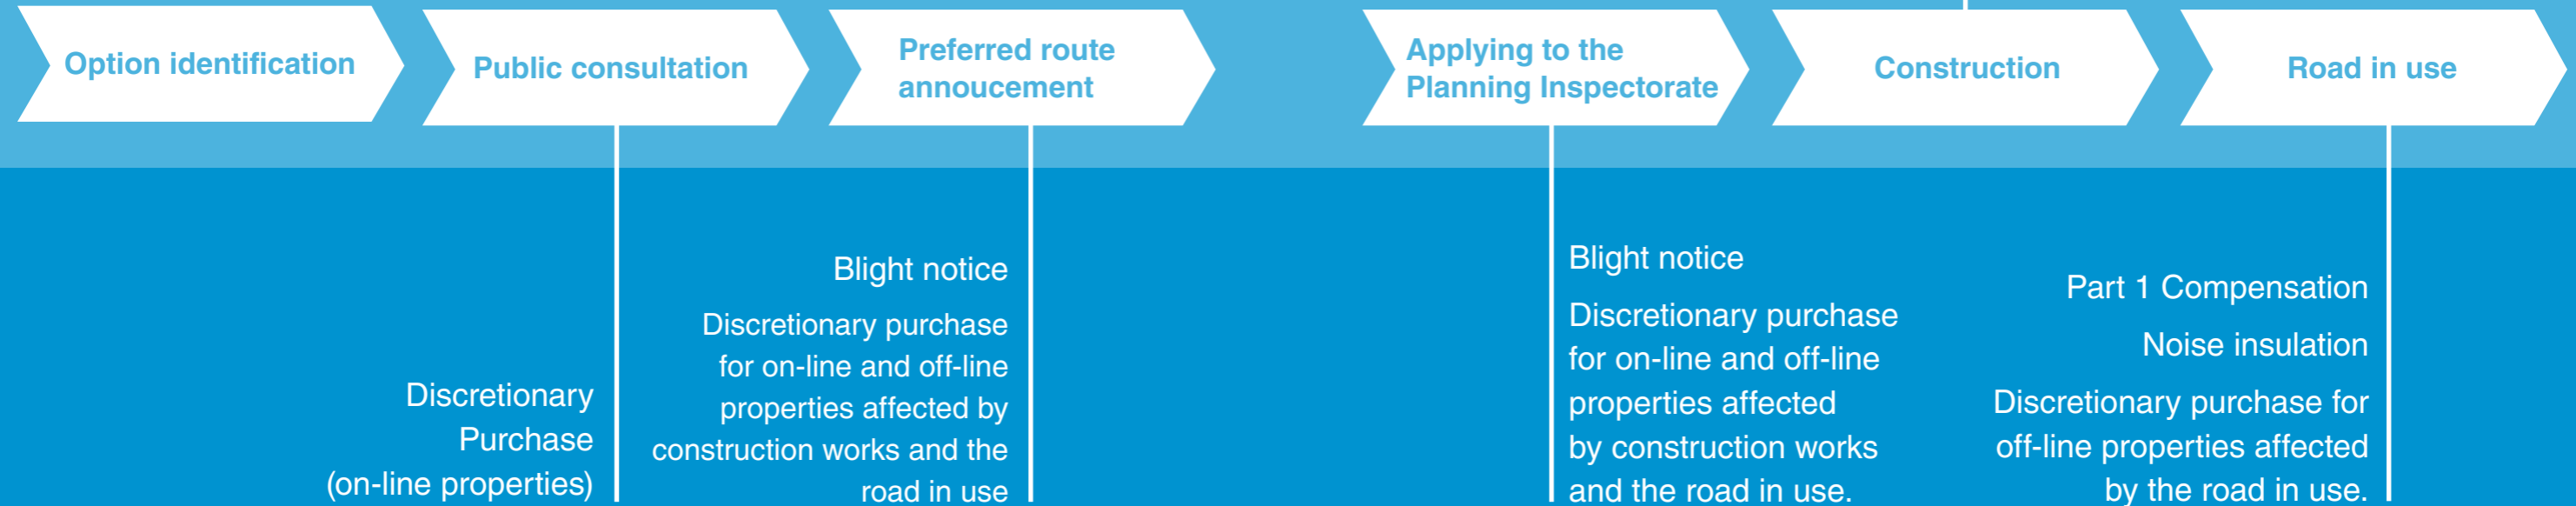 Option identification
Public consultation
Preferred route
annoucement
Applying to the
Planning Inspectorate
Construction
Road in use
Discretionary
Purchase
(on-line properties)
Blight notice
Discretionary purchase
for on-line and off-line
properties affected by
construction works and the
road in use
Blight notice
Discretionary purchase
for on-line and off-line
properties affected
by construction works
and the road in use.
Part 1 Compensation
Noise insulation
Discretionary purchase for
off-line properties affected
by the road in use.